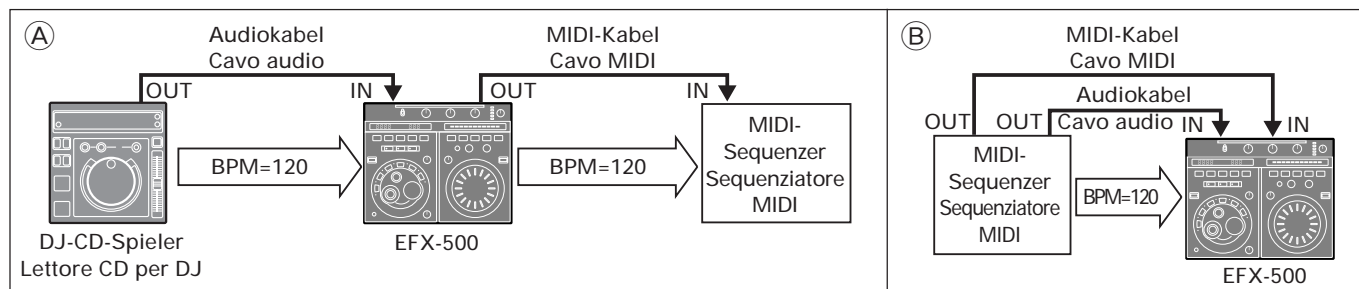 Ⓐ
Audiokabel
Cavo audio
MIDI-Kabel
Cavo MIDI
OUT
IN
OUT
IN
BPM=120
BPM=120
MIDI-
Sequenzer
Sequenziatore
MIDI
DJ-CD-Spieler
Lettore CD per DJ
EFX-500
Ⓑ
MIDI-Kabel
Cavo MIDI
Audiokabel
Cavo audio
OUT
OUT
IN
IN
MIDI-
Sequenzer
Sequenziatore
MIDI
BPM=120
EFX-500